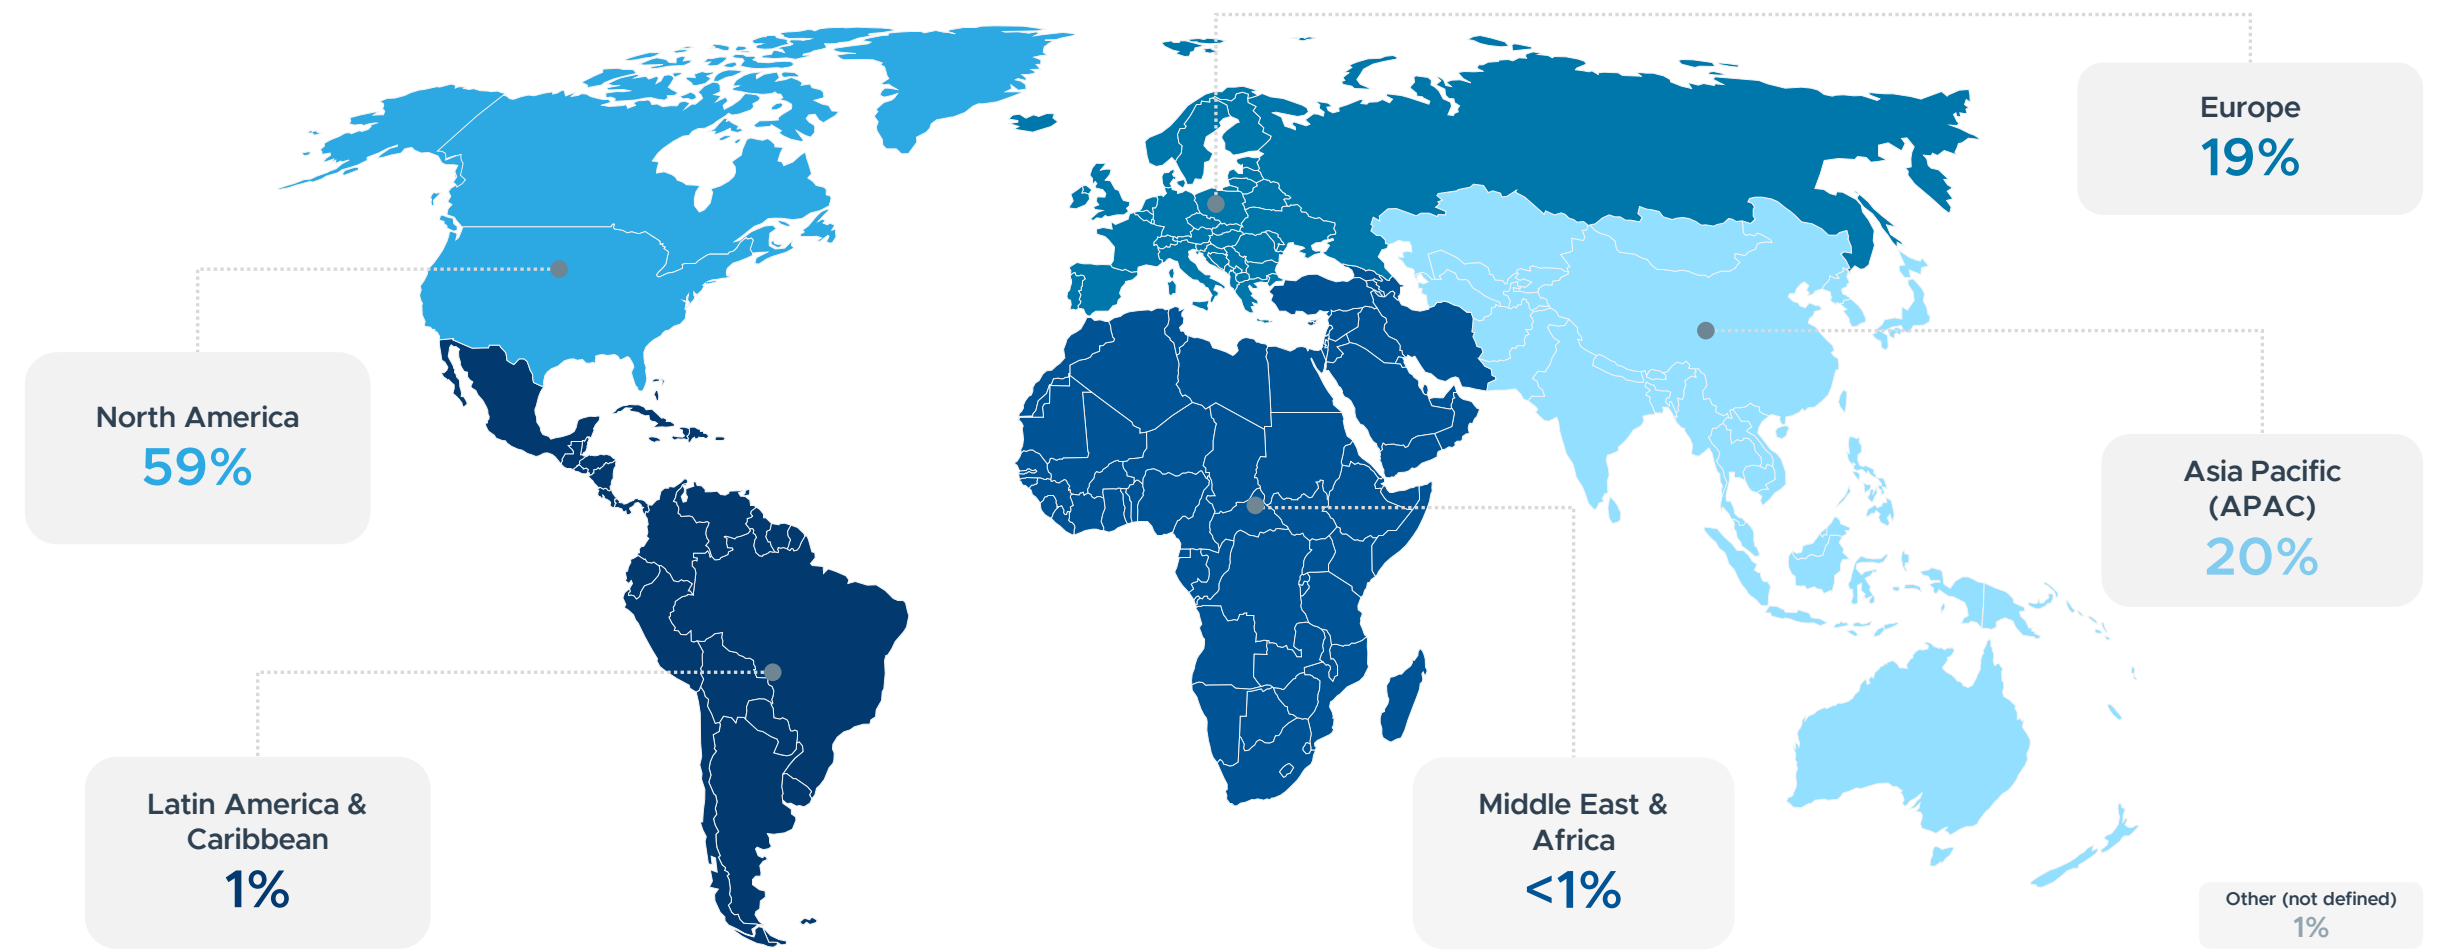 Europe
19%
North America
59%
Asia Pacific
(APAC)
20%
Latin America &
Caribbean
1%
Middle East &
Africa
<1%
Other (not defined)
1%